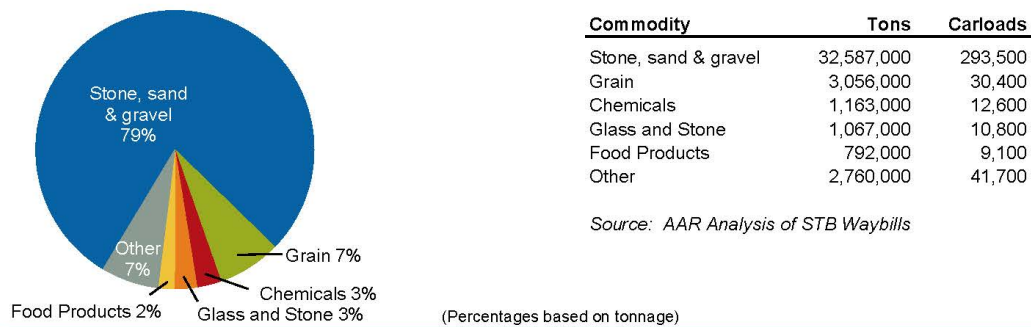 Stone, sand
& gravel
79%
Other
7%
Grain 7%
Chemicals 3%
Food Products 2%
Glass and Stone 3%
Commodity Tons Carloads
Stone, sand & gravel 32,587,000 293,500
Grain 3,056,000 30,400
Chemicals 1,163,000 12,600
Glass and Stone 1,067,000 10,800
Food Products 792,000 9,100
Other 2,760,000 41,700
Source: AAR Analysis of STB Waybills
(Percentages based on tonnage)